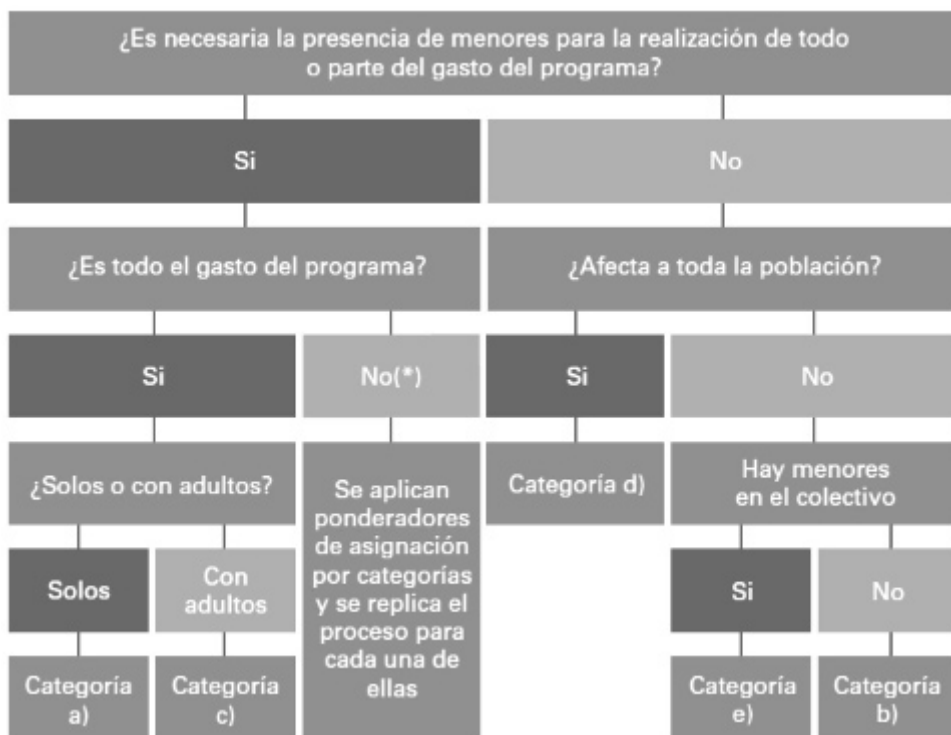 ¿Es necesaria la presencia de menores para la realización de todo
o parte del gasto del programa?
Si
No
¿Es todo el gasto del programa?
¿Afecta a toda la población?
Si
No(*)
Si
No
¿Solos o con adultos?
Se aplican
ponderadores
de asignación
por categorías
y se replica el
proceso para
cada una de
ellas
Categoría d)
Hay menores
en el colectivo
Solos
Con
adultos
Si
No
Categoría
a)
Categoría
c)
Categoría
e)
Categoría
b)